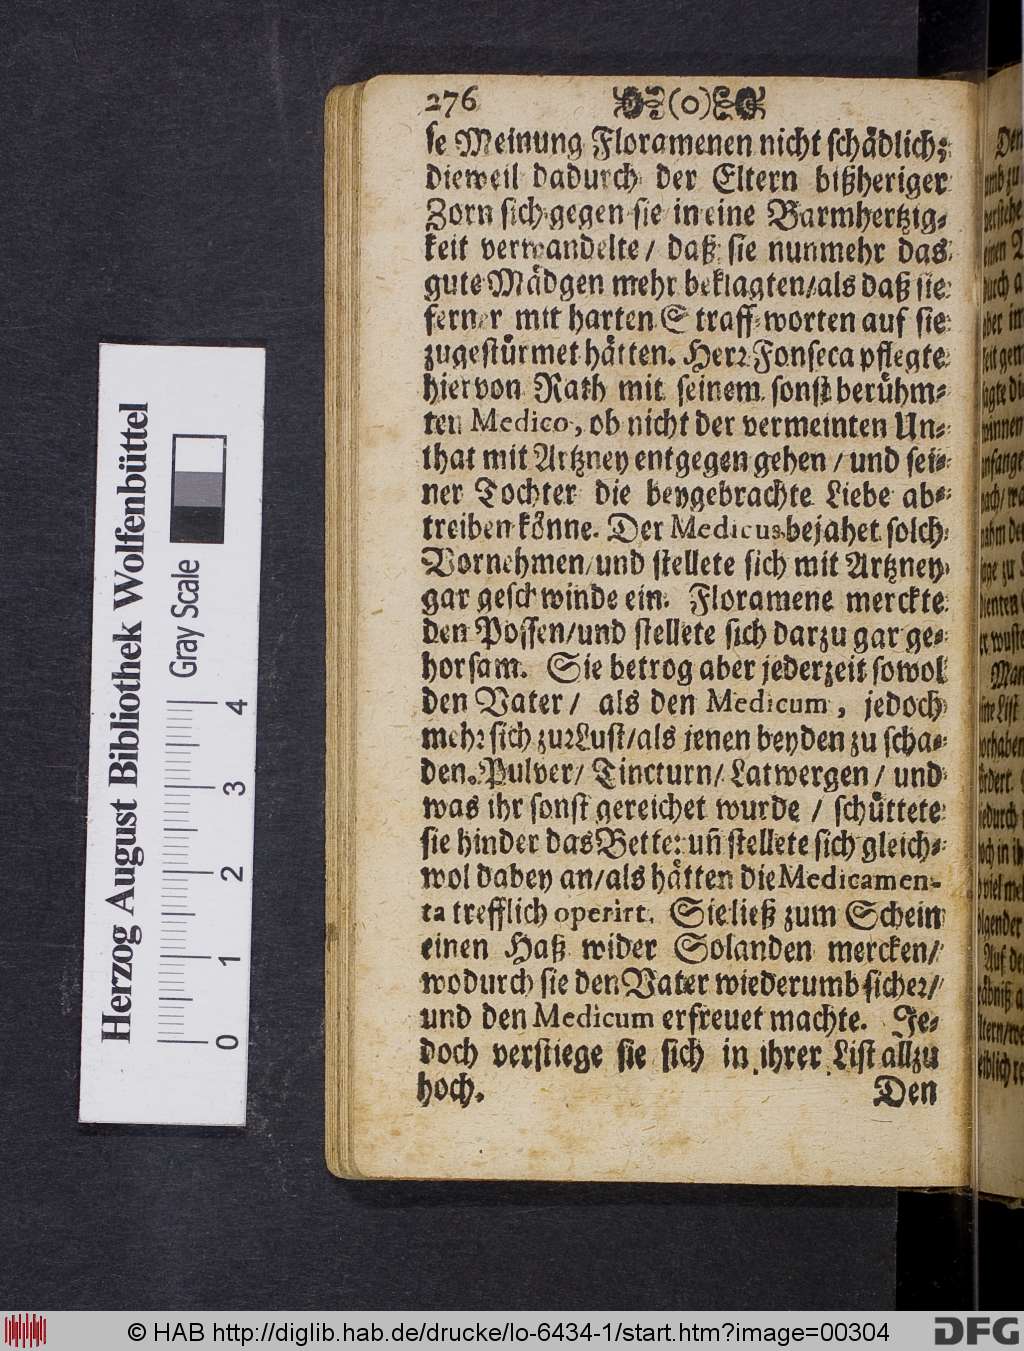 276 (o)
se Meinung Floramenen nicht schädlich;
dieweil dadurch der Eltern bißheriger
Zorn sich gegen sie in eine Barmhertzig-
keit verwandelte / daß sie nunmehr das
gute Mädgen mehr beklagten/als daß sie
ferner mit harten Straff-worten auf sie
zugestürmet hätten. Herr Fonseca pflegte
hiervon Rath mit seinem sonst berühm-
ten Medico, ob nicht der vermeinten Un-
that mit Artzney entgegen gehen / und sei-
ner Tochter die beygebrachte Liebe ab-
treiben könne. Der Medicus bejahet solch
Vornehmen/und stellete sich mit Artzney
gar geschwinde ein. Floramene merckte
den Possen/und stellete sich darzu gar ge-
horsam. Sie betrog aber jederzeit sowol
den Vater / als den Medicum, jedoch
mehr sich zur Lust/als jenen beyden zu scha-
den. Pulver/ Tincturn/ Latwergen / und
was ihr sonst gereichet wurde / schüttete
sie hinder das Bette: uñ stellete sich gleich-
wol dabey an/als hätten die Medicamen-
ta trefflich operirt. Sie ließ zum Schein
einen Haß wider Solanden mercken/
wodurch sie den Vater wiederumb sicher/
und den Medicum erfreuet machte. Je-
doch verstiege sie sich in ihrer List allzu
hoch. Den
Herzog August Bibliothek Wolfenbüttel
Gray Scale
0 1 2 3 4
© HAB http://diglib.hab.de/drucke/lo-6434-1/start.htm?image=00304
DFG